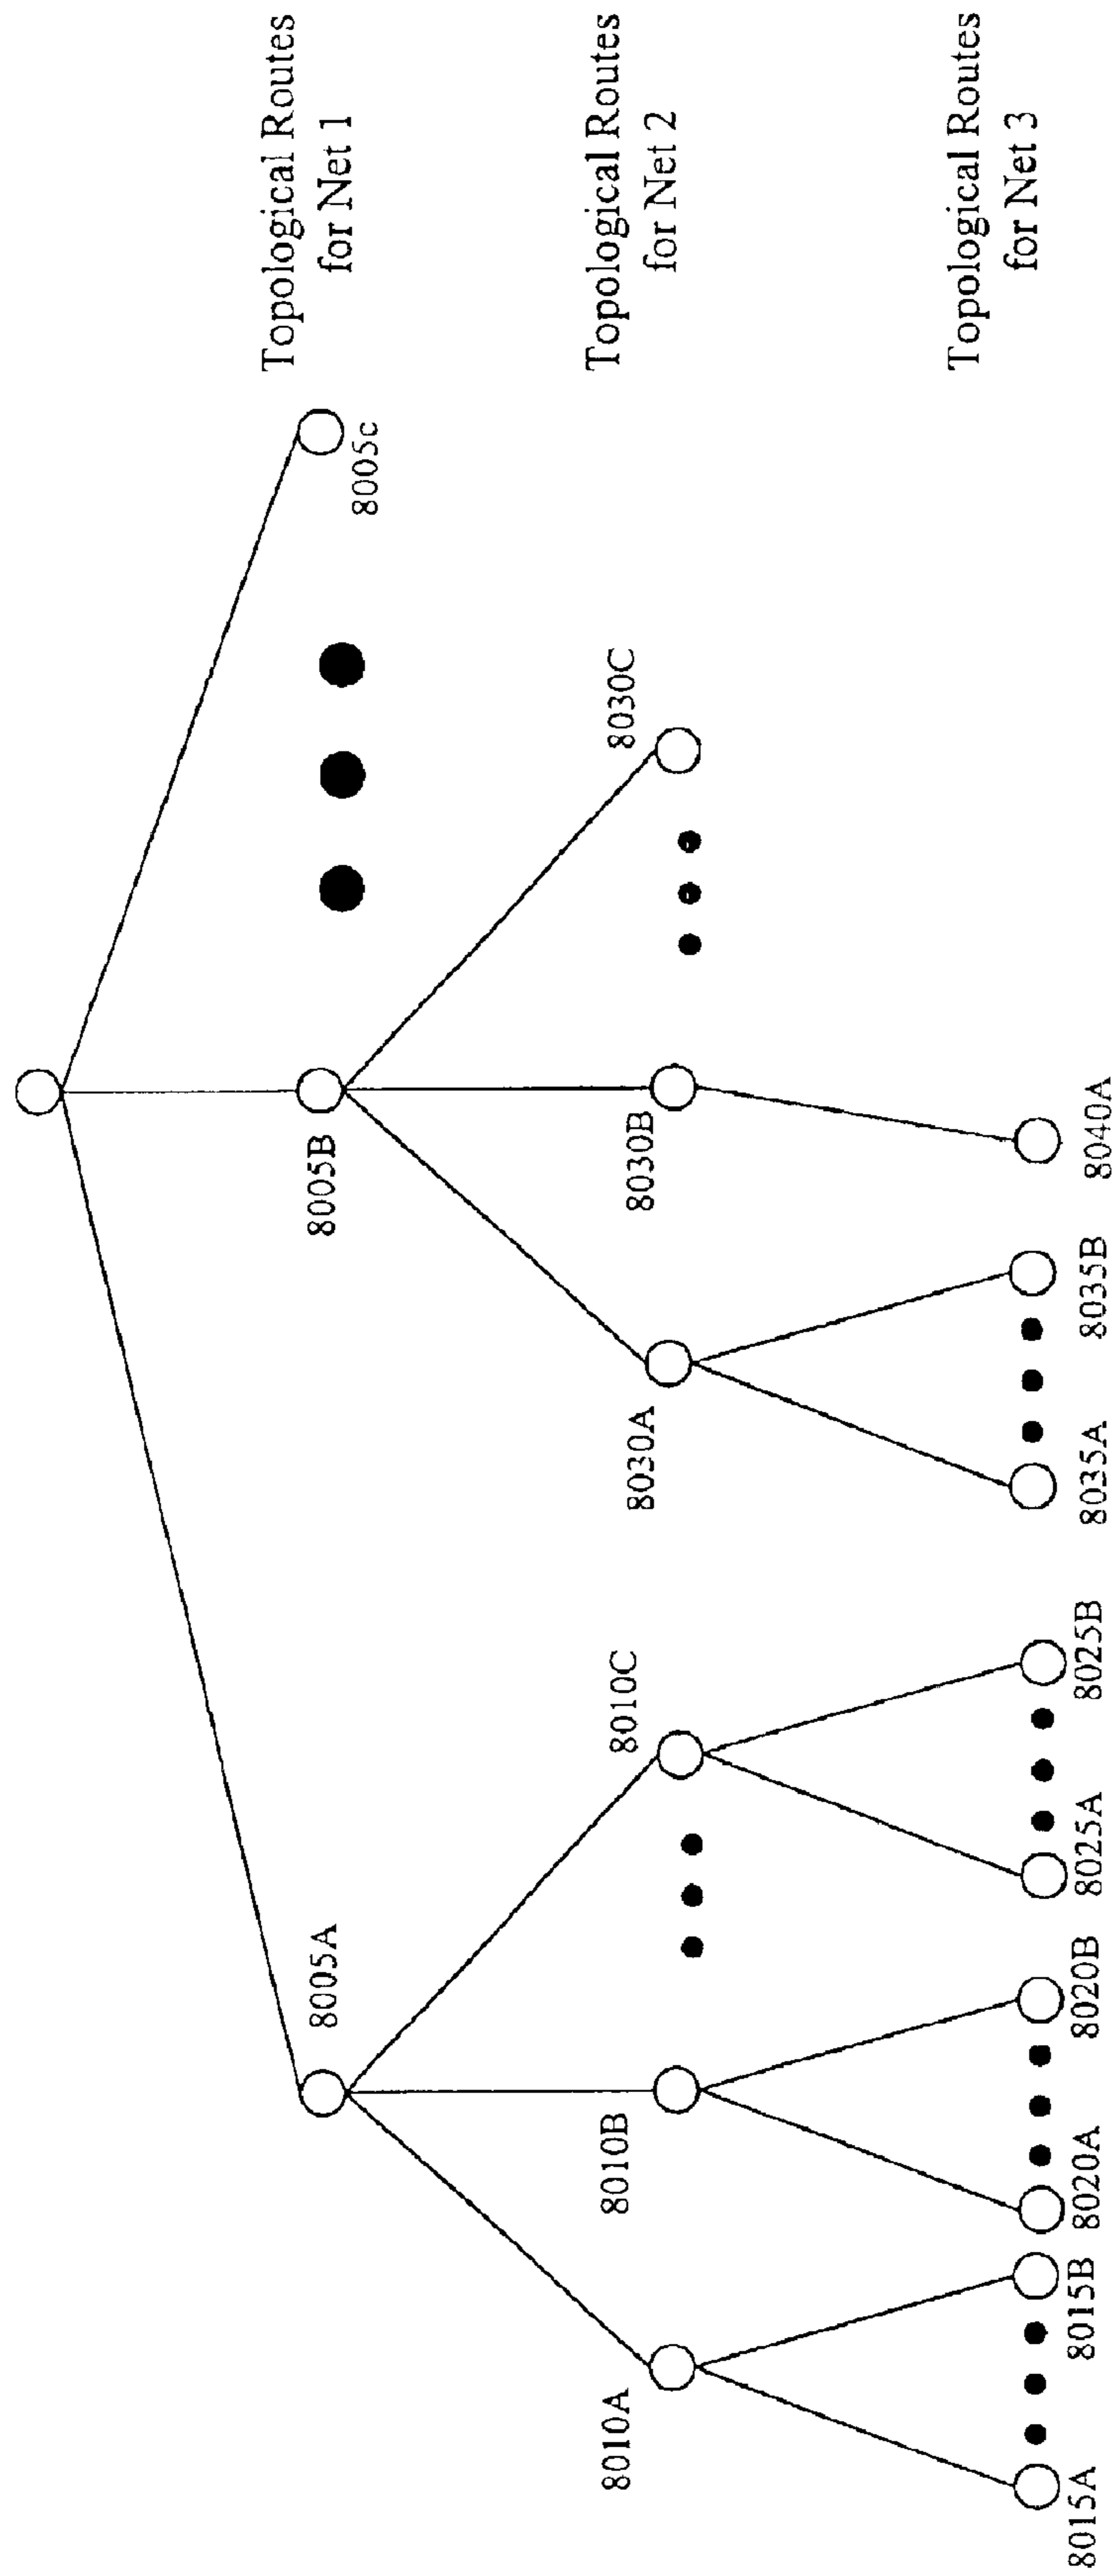 Topological Routes
for Net 1
8005A
8005B
8005c
Topological Routes
for Net 2
8010A
8010B
8010C
8030A
8030B
8030C
Topological Routes
for Net 3
8015A
8015B
8020A
8020B
8025A
8025B
8035A
8035B
8040A